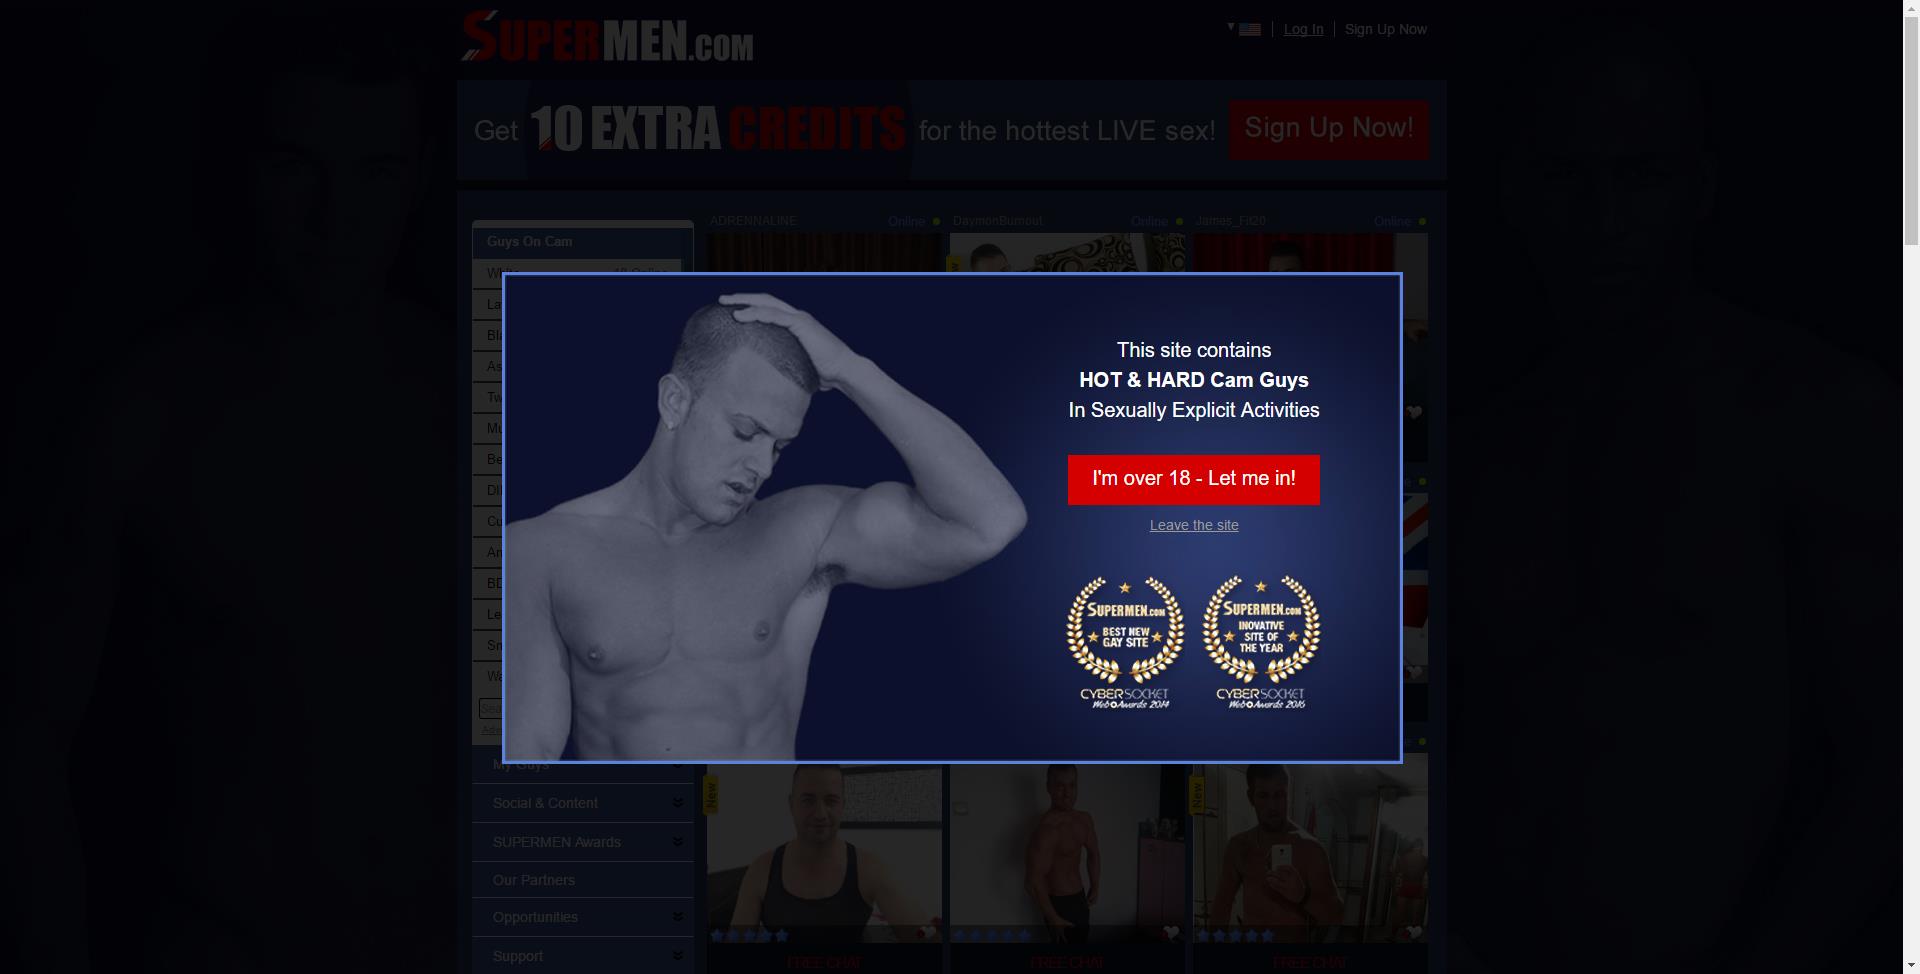 SUPERMEN.COM
Log In
Sign Up Now
Get 10 EXTRA CREDITS for the hottest LIVE sex!
Sign Up Now!
ADRENNALINE
Online
DaymonBurnout
Online
James_Fit20
Online
Guys On Cam
This site contains
HOT & HARD Cam Guys
In Sexually Explicit Activities
I'm over 18 - Let me in!
Leave the site
SUPERMEN.COM
BEST NEW
GAY SITE
CYBERSOCKET
Web Awards 2014
SUPERMEN.COM
INOVATIVE
SITE OF
THE YEAR
CYBERSOCKET
Web Awards 2016
My Guys
Social & Content
SUPERMEN Awards
Our Partners
Opportunities
Support
New
New
FREE CHAT
FREE CHAT
FREE CHAT